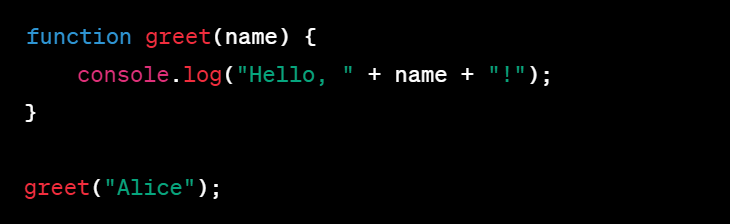 function greet(name) {
    console.log("Hello, " + name + "!");
}

greet("Alice");